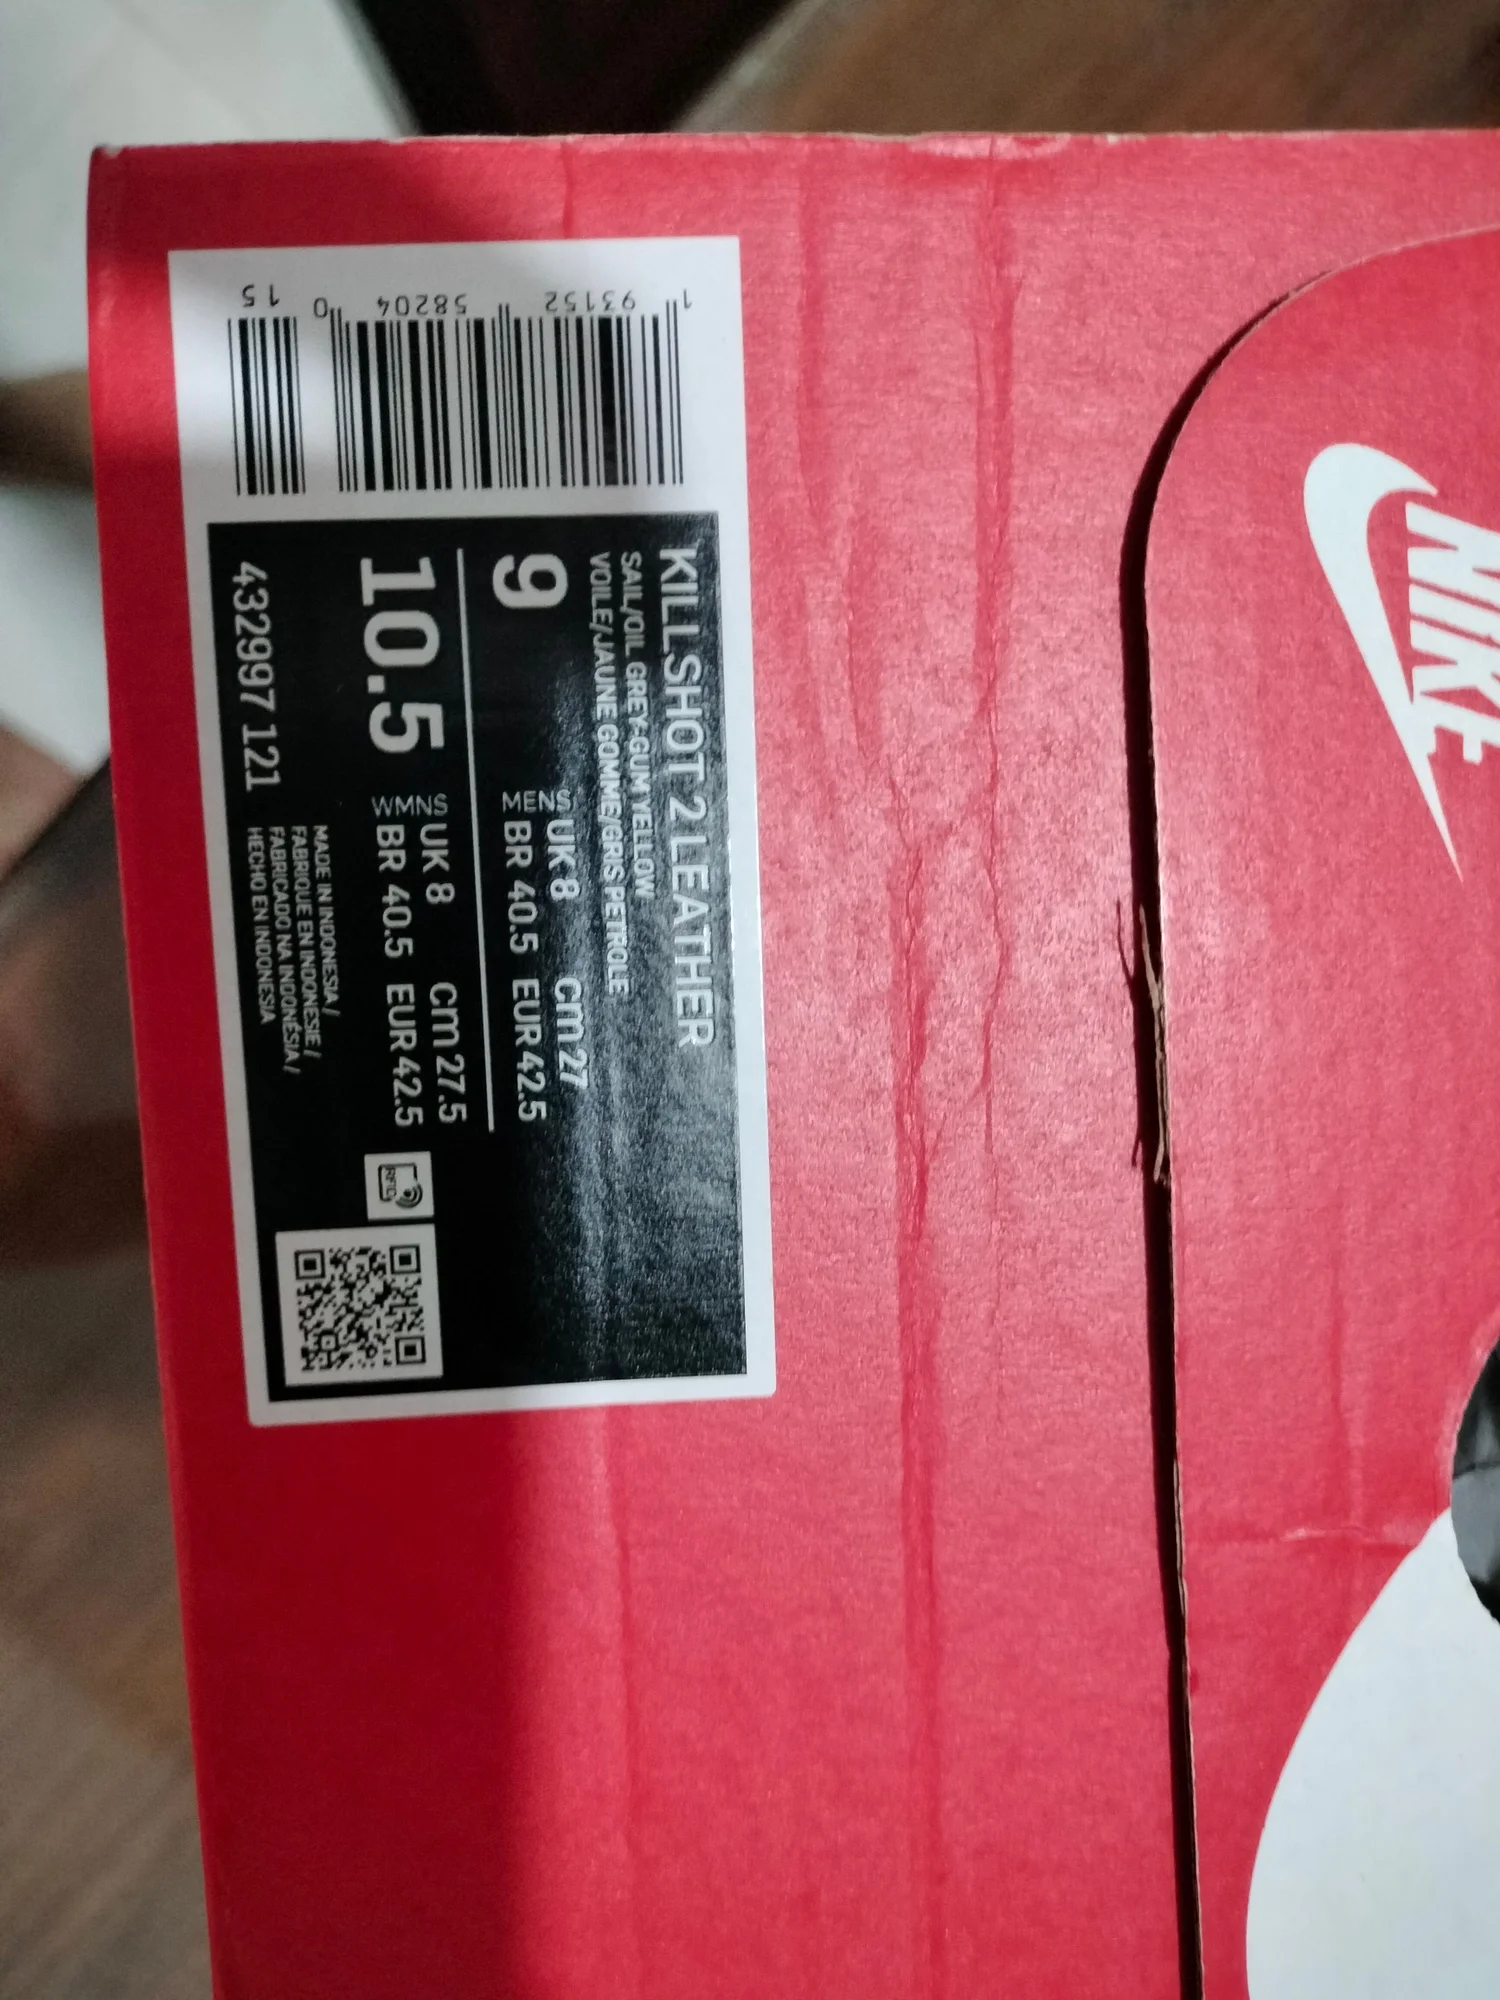 KILLSHOT 2 LEATHER
SAIL/OIL GREY-GUM YELLOW
VOILE/JAUNE GOMME/GRIS PETROLE
9
MENS
UK 8 cm 27
BR 40.5 EUR 42.5
10.5
WMNS
UK 8 cm 27.5
BR 40.5 EUR 42.5
432997 121
MADE IN INDONESIA /
FABRIQUE EN INDONESIE /
FABRICADO NA INDONÉSIA /
HECHO EN INDONESIA
RFID
1 93152 58204 0 15
NIKE